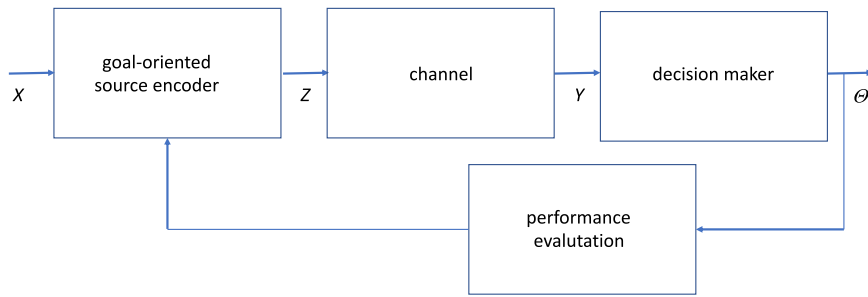 goal-oriented
source encoder
channel
decision maker
X
Z
Y
Θ
performance
evalutation